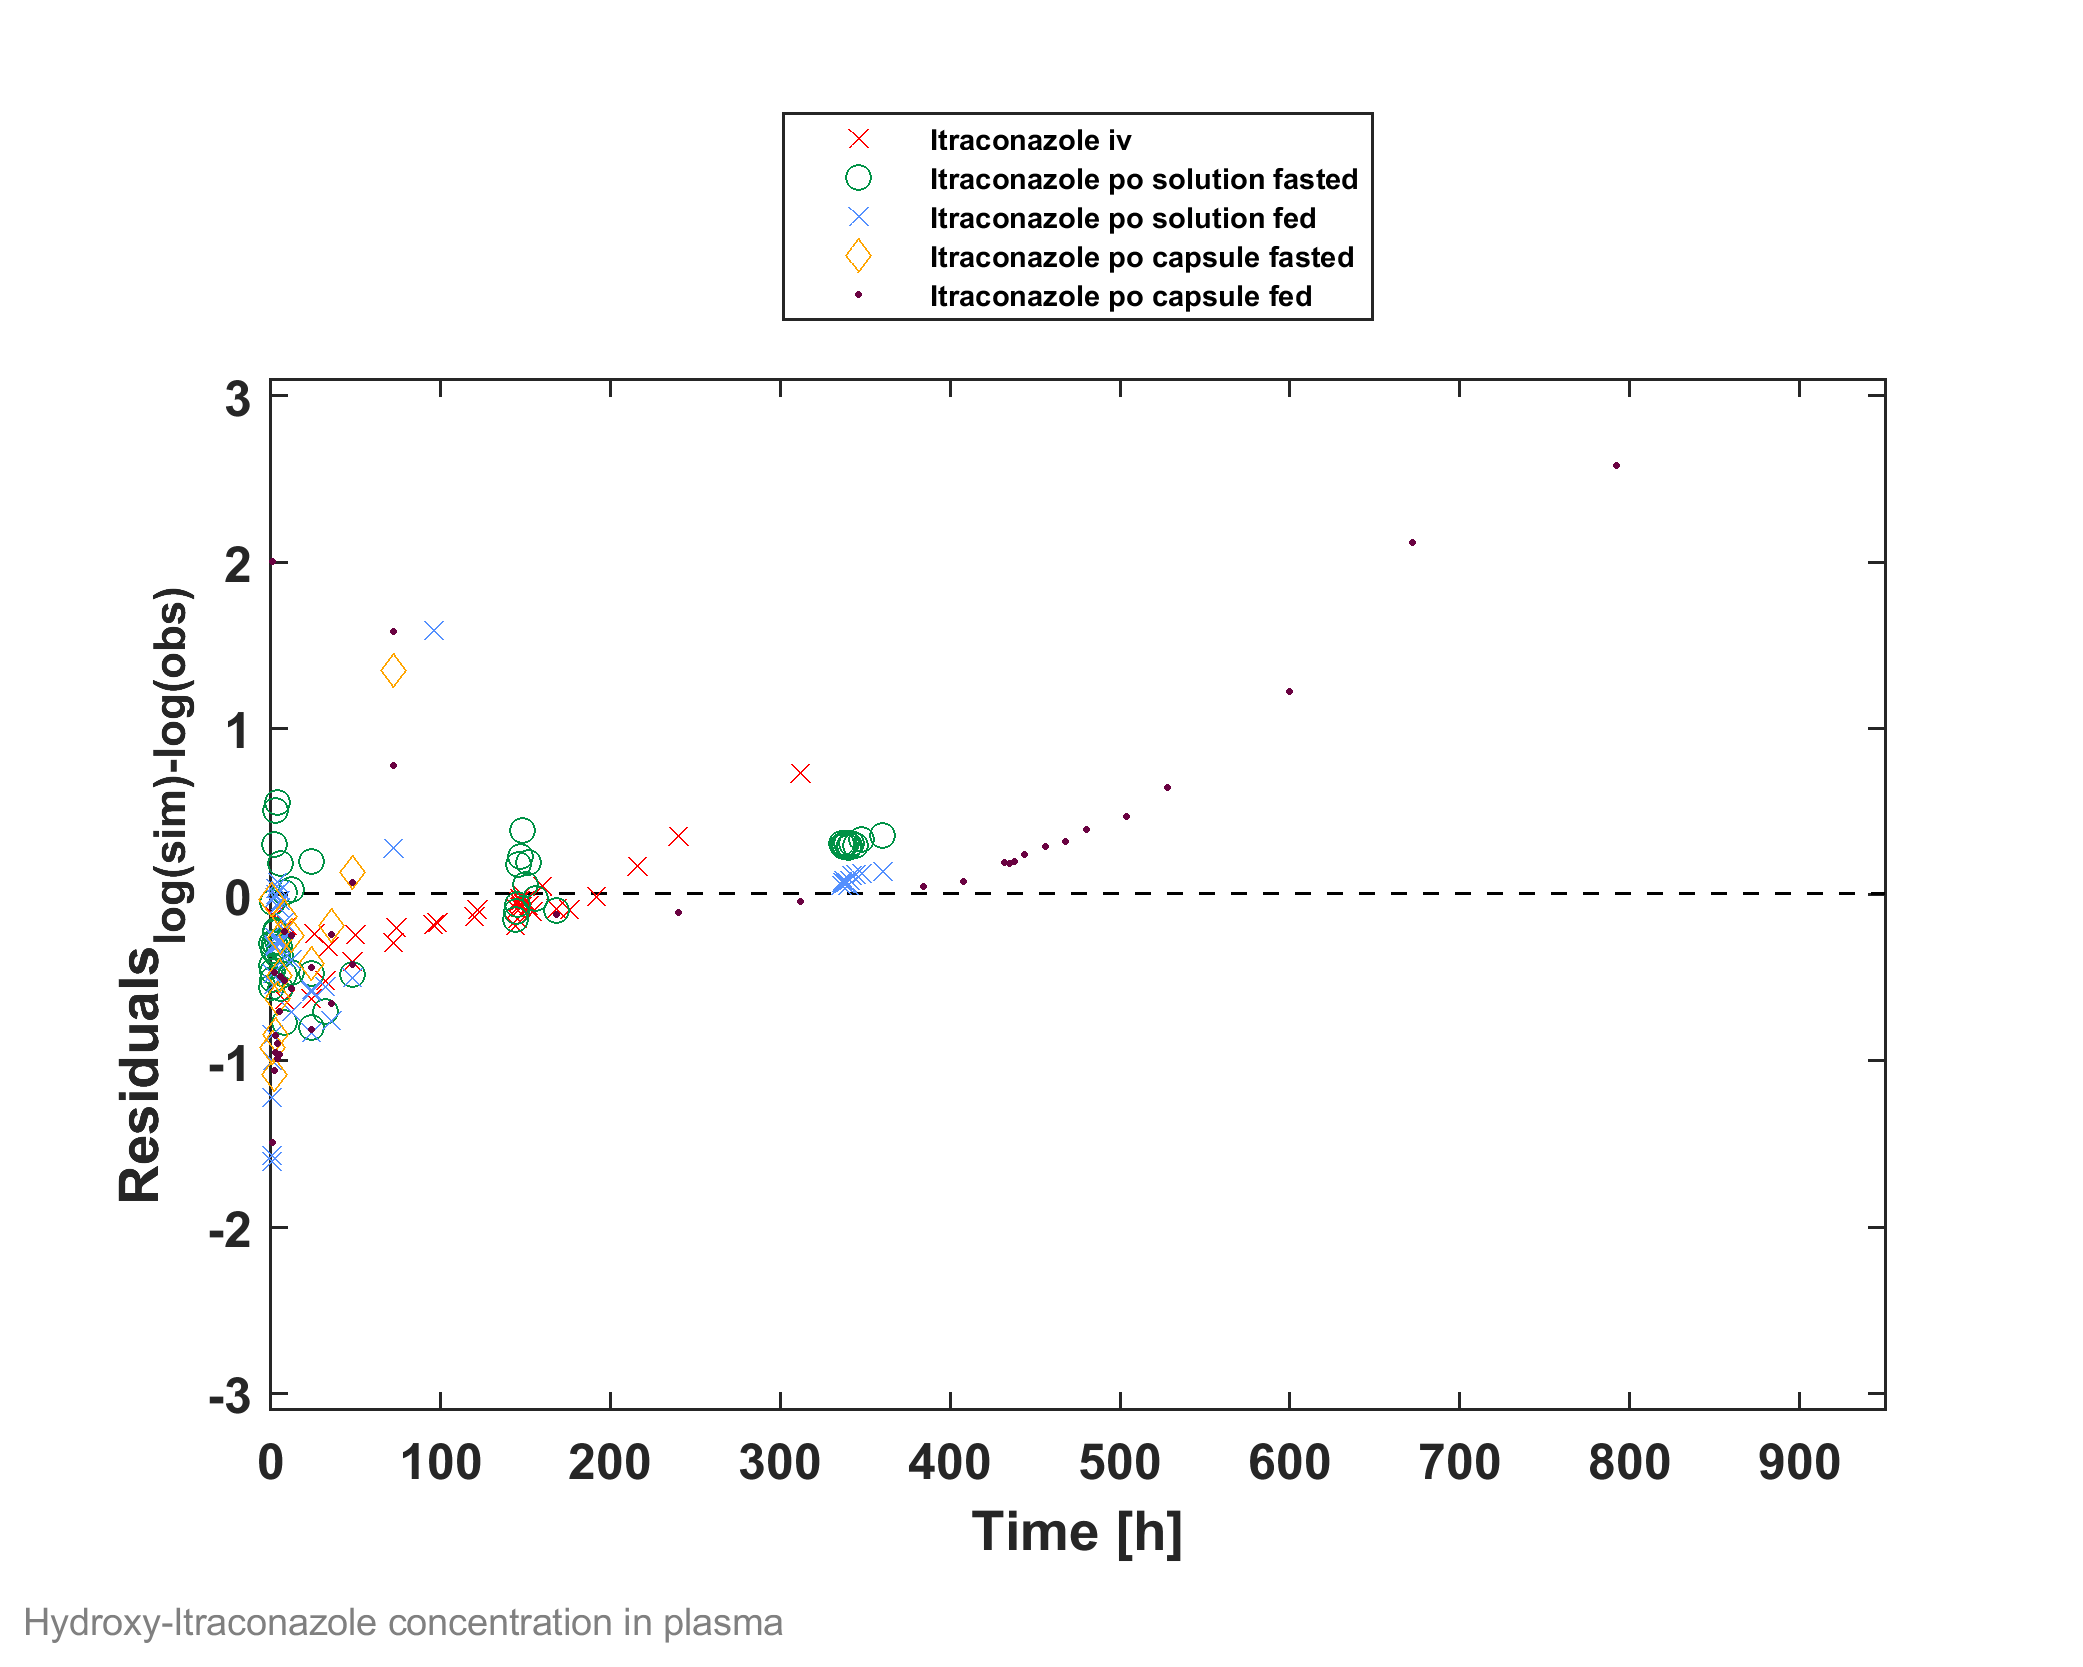 Itraconazole iv
Itraconazole po solution fasted
Itraconazole po solution fed
Itraconazole po capsule fasted
Itraconazole po capsule fed
3
2
1
0
-1
-2
-3
Residuals log(sim)-log(obs)
0 100 200 300 400 500 600 700 800 900
Time [h]
Hydroxy-Itraconazole concentration in plasma